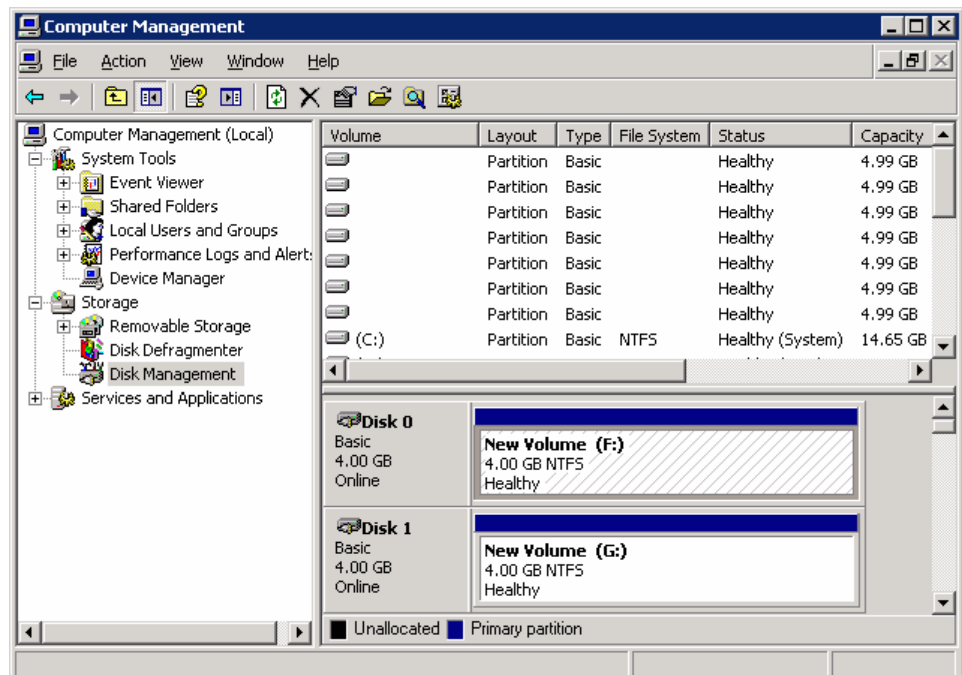 Computer Management
File Action View Window Help
Computer Management (Local)
System Tools
Event Viewer
Shared Folders
Local Users and Groups
Performance Logs and Alert
Device Manager
Storage
Removable Storage
Disk Defragmenter
Disk Management
Services and Applications
Volume Layout Type File System Status Capacity
Partition Basic Healthy 4.99 GB
Partition Basic Healthy 4.99 GB
Partition Basic Healthy 4.99 GB
Partition Basic Healthy 4.99 GB
Partition Basic Healthy 4.99 GB
Partition Basic Healthy 4.99 GB
Partition Basic Healthy 4.99 GB
(C:) Partition Basic NTFS Healthy (System) 14.65 GB
Disk 0
Basic
4.00 GB
Online
New Volume (F:)
4.00 GB NTFS
Healthy
Disk 1
Basic
4.00 GB
Online
New Volume (G:)
4.00 GB NTFS
Healthy
Unallocated Primary partition